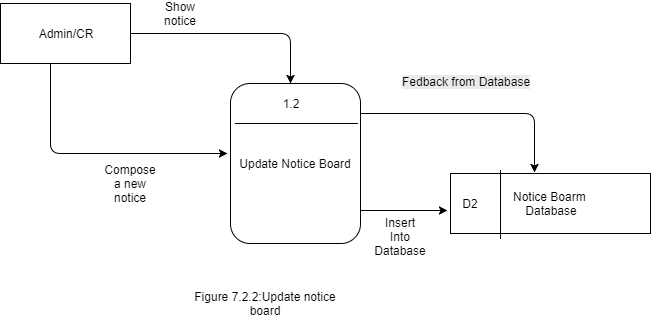 Show
notice
Admin/CR
Fedback from Database
1.2
Update Notice Board
Compose
a new
notice
D2
Notice Boarm
Database
Insert
Into
Database
Figure 7.2.2:Update notice
board